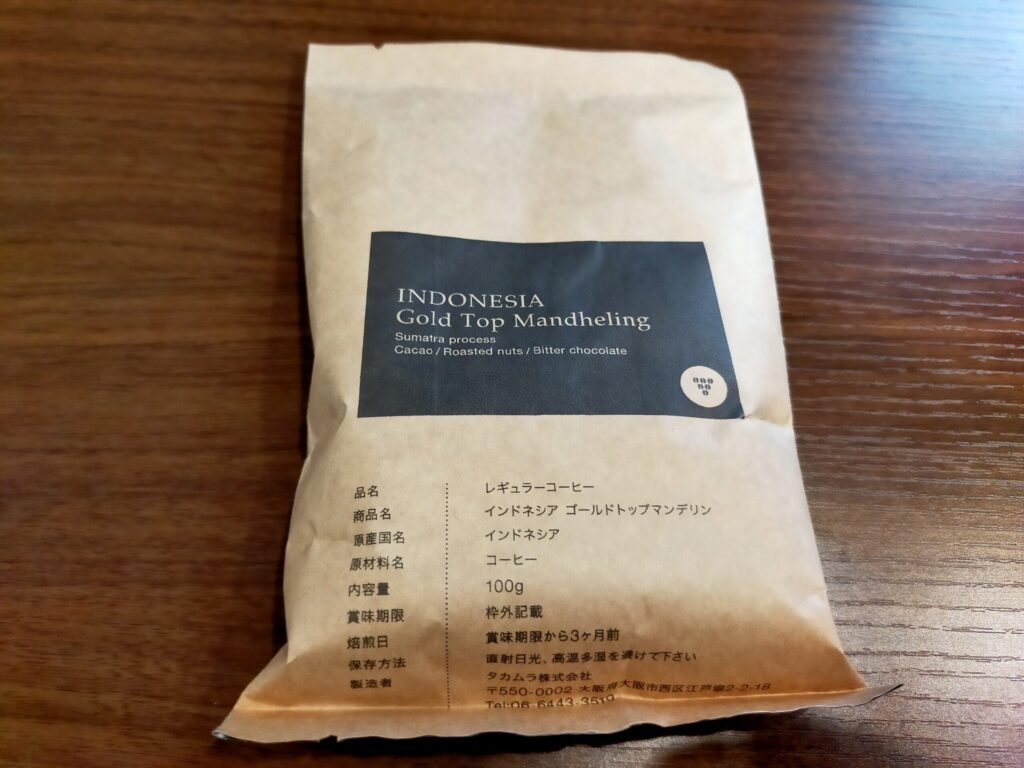 INDONESIA
Gold Top Mandheling
Sumatra process
Cacao / Roasted nuts / Bitter chocolate
品名 レギュラーコーヒー
商品名 インドネシア ゴールドトップマンデリン
原産国名 インドネシア
原材料名 コーヒー
内容量 100g
賞味期限 枠外記載
焙煎日 賞味期限から3ヶ月前
保存方法 直射日光、高温多湿を避けて下さい
製造者 タカムラ株式会社
〒550-0002 大阪府大阪市西区江戸堀2-2-18
Tel:06-6443-3519